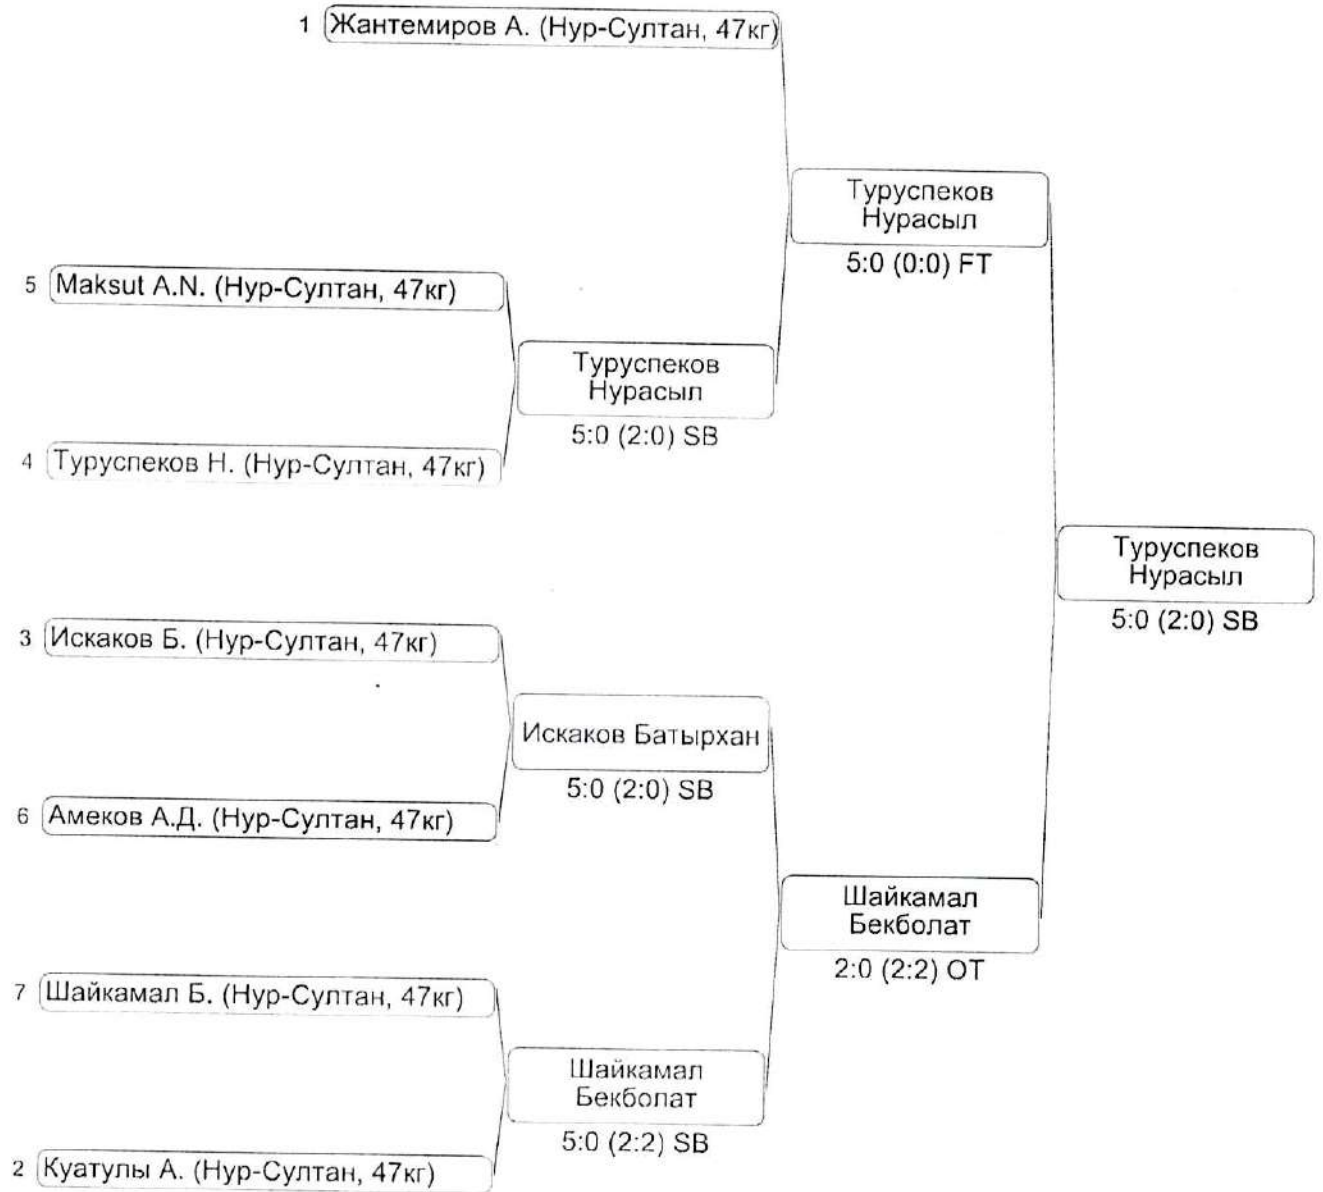 1 Жантемиров А. (Нур-Султан, 47кг)
Туруспеков
Нурасыл
5:0 (0:0) FT
5 Maksut A.N. (Нур-Султан, 47кг)
Туруспеков
Нурасыл
5:0 (2:0) SB
4 Туруспеков Н. (Нур-Султан, 47кг)
Туруспеков
Нурасыл
5:0 (2:0) SB
3 Искаков Б. (Нур-Султан, 47кг)
Искаков Батырхан
5:0 (2:0) SB
6 Амеков А.Д. (Нур-Султан, 47кг)
Шайкамал
Бекболат
2:0 (2:2) OT
7 Шайкамал Б. (Нур-Султан, 47кг)
Шайкамал
Бекболат
5:0 (2:2) SB
2 Куатулы А. (Нур-Султан, 47кг)